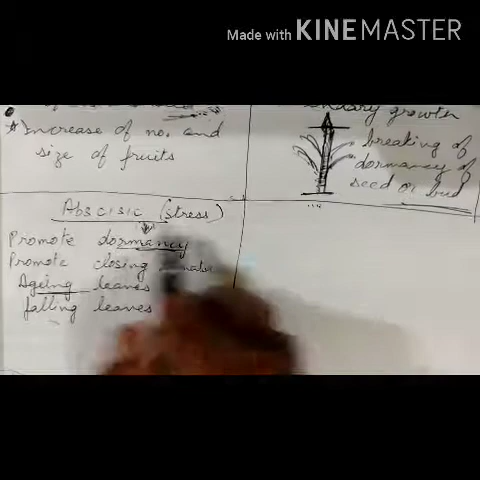 Made with KINEMASTER
Increase of no. and
size of fruits
growth
breaking of
dormancy of
seed or bud
Abscisic (stress)
Promote dormancy
Promote closing
Ageing leaves
falling leaves